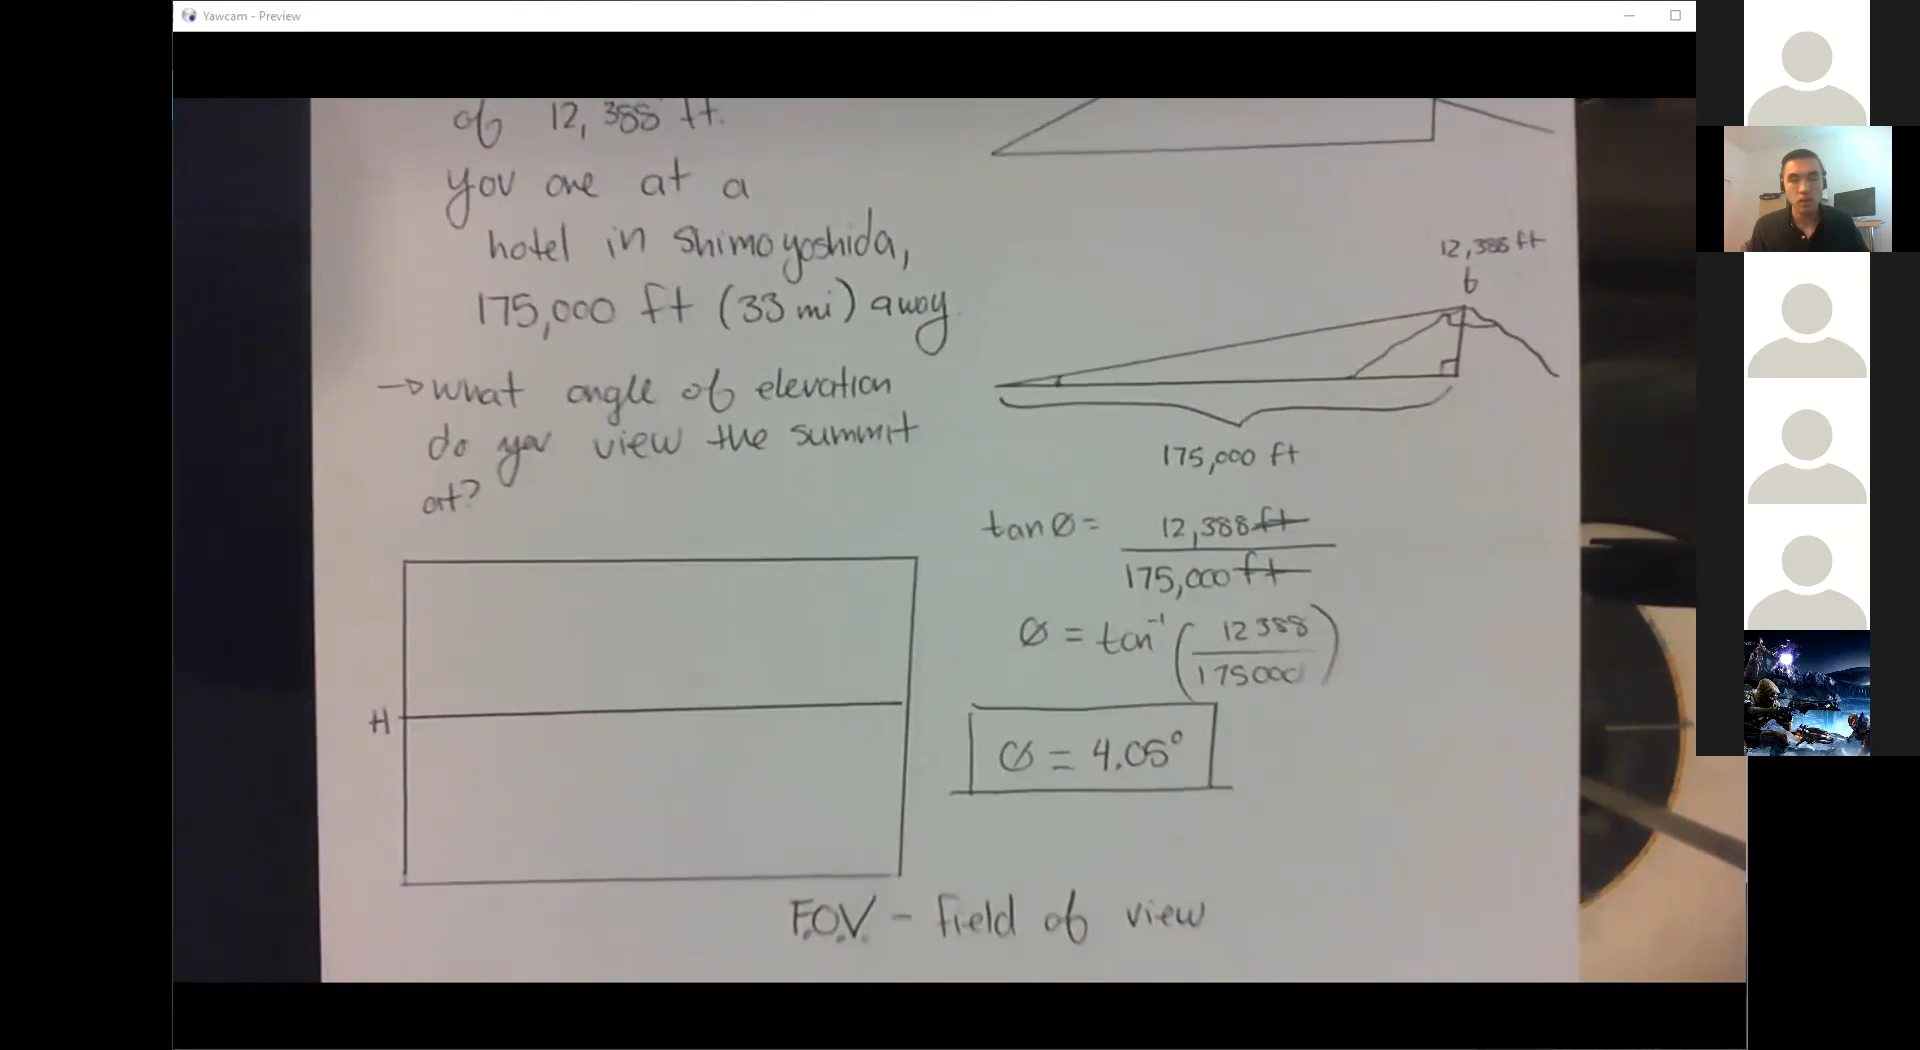 Yawcam - Preview
of 12,388 ft.
you are at a
hotel in Shimoyoshida,
175,000 ft (33 mi) away.
→ what angle of elevation
do you view the summit
at?
H
12,388 ft
175,000 ft
tan Ø = 12,388 ft
175,000 ft
Ø = tan⁻¹ (12388
175000)
Ø = 4.05°
F.O.V. - field of view